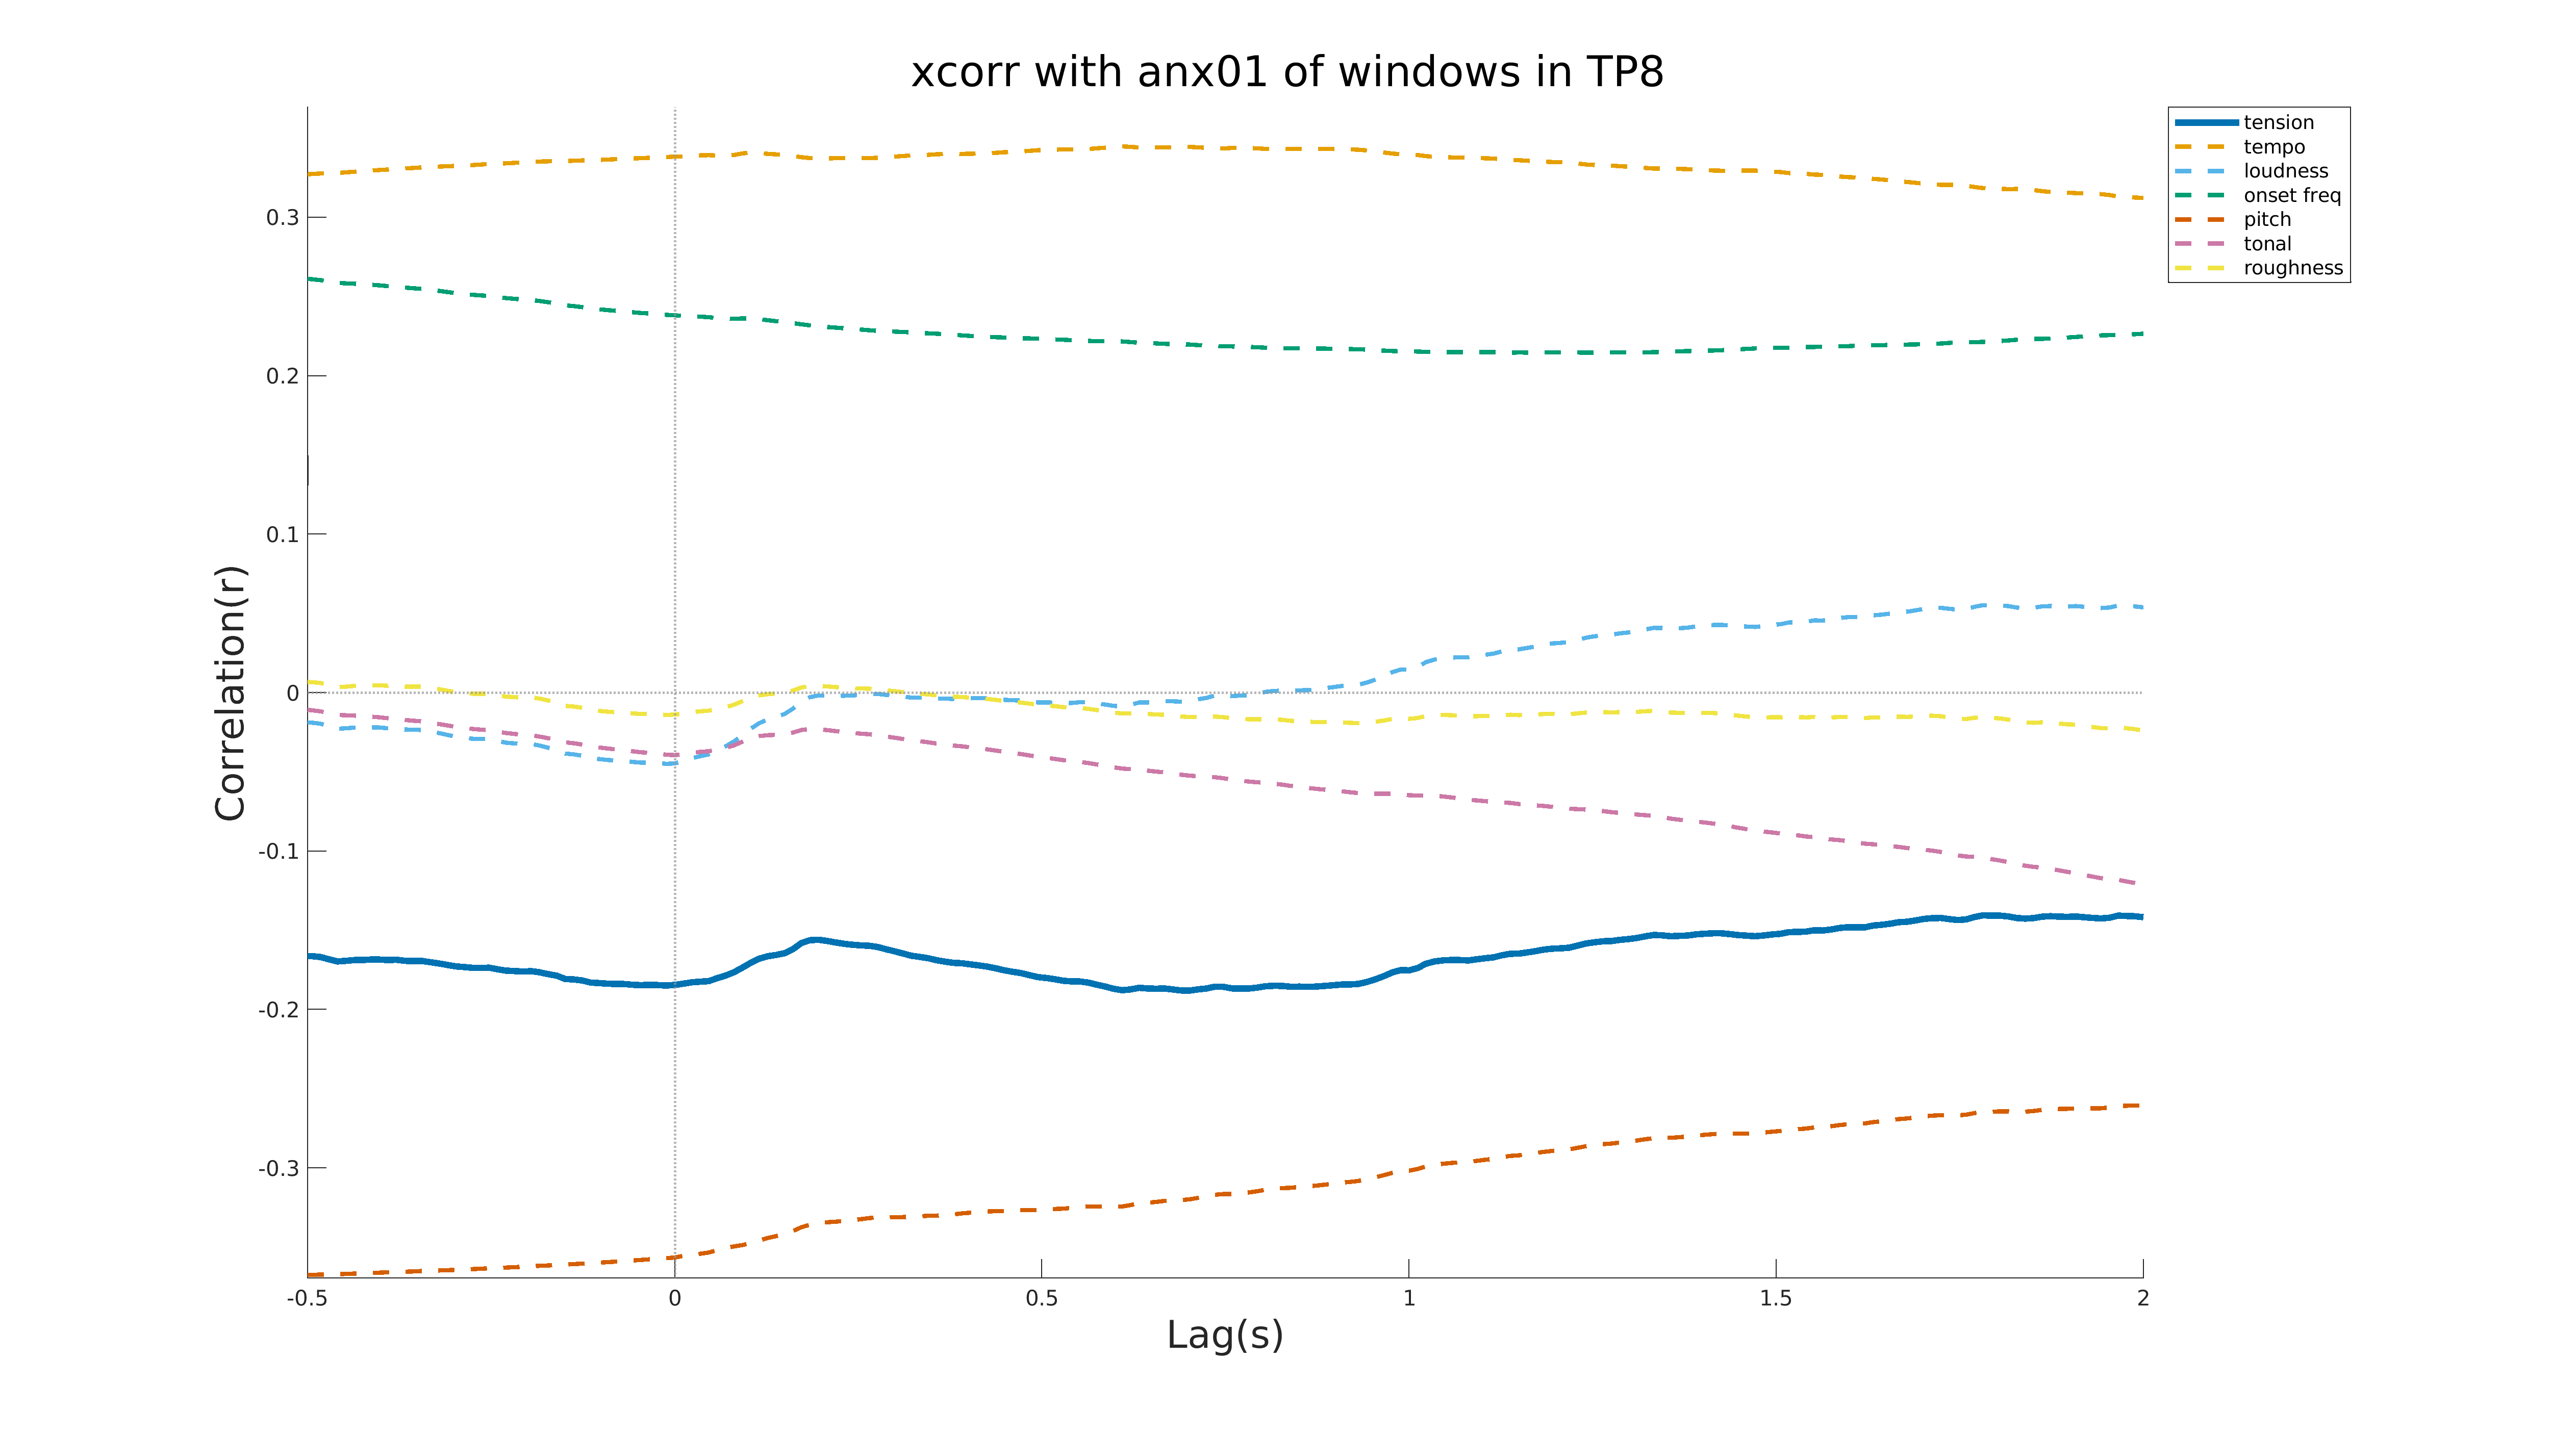 xcorr with anx01 of windows in TP8
tension
tempo
loudness
onset freq
pitch
tonal
roughness
0.3
0.2
0.1
0
-0.1
-0.2
-0.3
Correlation(r)
-0.5
0
0.5
1
1.5
2
Lag(s)